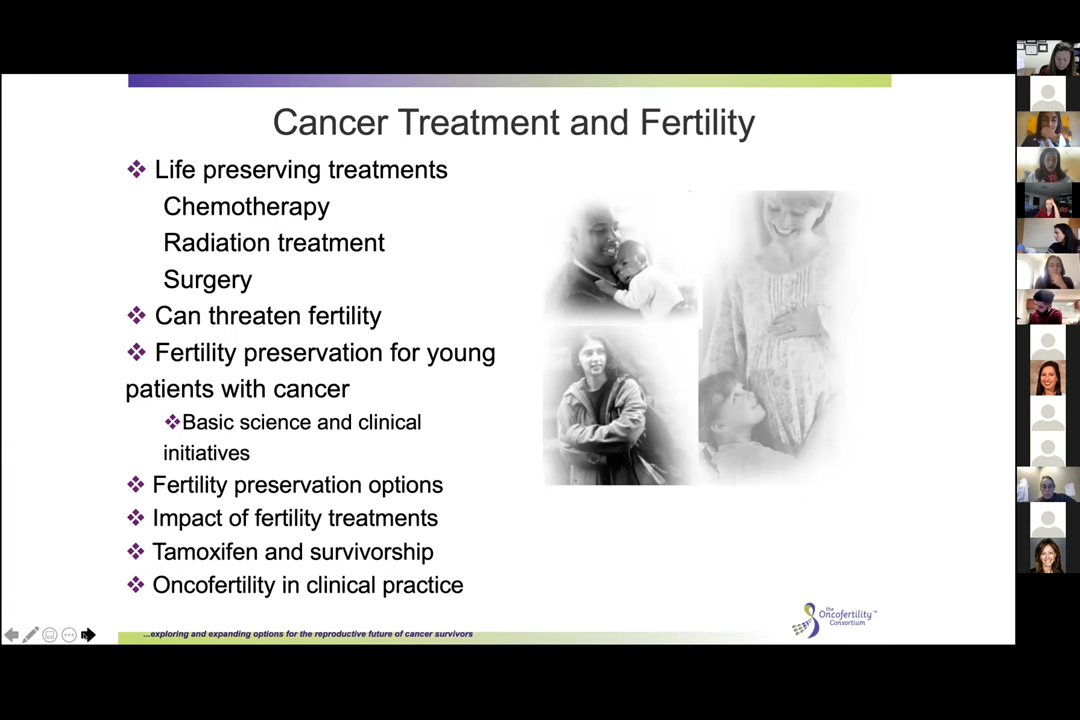 Cancer Treatment and Fertility
❖ Life preserving treatments
Chemotherapy
Radiation treatment
Surgery
❖ Can threaten fertility
❖ Fertility preservation for young
patients with cancer
❖Basic science and clinical
initiatives
❖ Fertility preservation options
❖ Impact of fertility treatments
❖ Tamoxifen and survivorship
❖ Oncofertility in clinical practice
...exploring and expanding options for the reproductive future of cancer survivors
the
Oncofertility™
Consortium